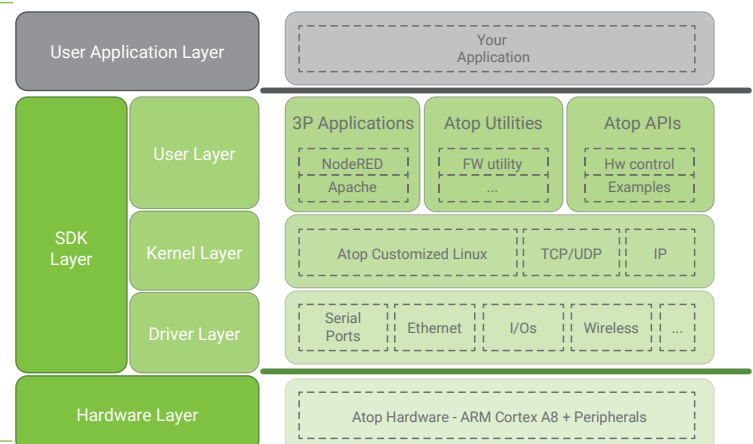 User Application Layer
Your
Application
SDK
Layer
User Layer
3P Applications
NodeRED
Apache
Atop Utilities
FW utility
...
Atop APIs
Hw control
Examples
Kernel Layer
Atop Customized Linux
TCP/UDP
IP
Driver Layer
Serial
Ports
Ethernet
I/Os
Wireless
...
Hardware Layer
Atop Hardware - ARM Cortex A8 + Peripherals